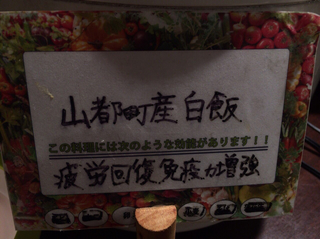 山都町産白飯
この料理には次のような効能があります！！
疲労回復免疫力増強